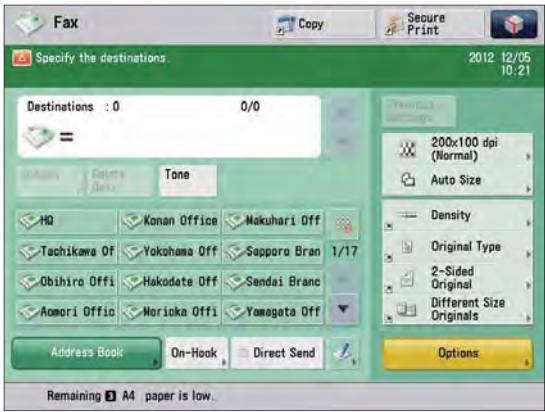 Fax
Copy
Secure
Print
Specify the destinations.
2012 12/05
10:21
Destinations : 0 0/0
=
Tone
200x100 dpi
(Normal)
Auto Size
Density
Original Type
2-Sided
Original
Different Size
Originals
HQ Konan Office Makuhari Off
Tachikawa Of Yokohama Off Sapporo Bran 1/17
Obihiro Offi Hakodate Off Sendai Branc
Aomori Offic Morioka Offi Yamagata Off
Address Book On-Hook Direct Send Options
Remaining 3 A4 paper is low.